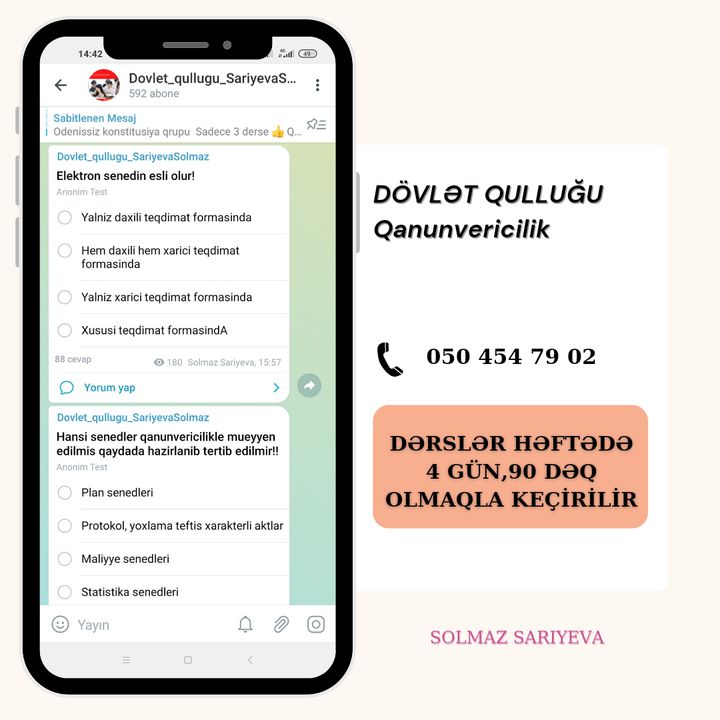 14:42
4G
49
Dovlet_qullugu_SariyevaS...
592 abone
Sabitlenen Mesaj
Odenissiz konstitusiya qrupu Sadece 3 derse 👍 Q...
Dovlet_qullugu_SariyevaSolmaz
Elektron senedin esli olur!
Anonim Test
Yalniz daxili teqdimat formasinda
Hem daxili hem xarici teqdimat
formasinda
Yalniz xarici teqdimat formasinda
Xususi teqdimat formasindA
88 cevap
180 Solmaz Sariyeva, 15:57
Yorum yap
Dovlet_qullugu_SariyevaSolmaz
Hansi senedler qanunvericilikle mueyyen
edilmis qaydada hazirlanib tertib edilmir!!
Anonim Test
Plan senedleri
Protokol, yoxlama teftis xarakterli aktlar
Maliyye senedleri
Statistika senedleri
Yayın
DÖVLƏT QULLUĞU
Qanunvericilik
050 454 79 02
DƏRSLƏR HƏFTƏDƏ
4 GÜN,90 DƏQ
OLMAQLA KEÇİRİLİR
SOLMAZ SARIYEVA